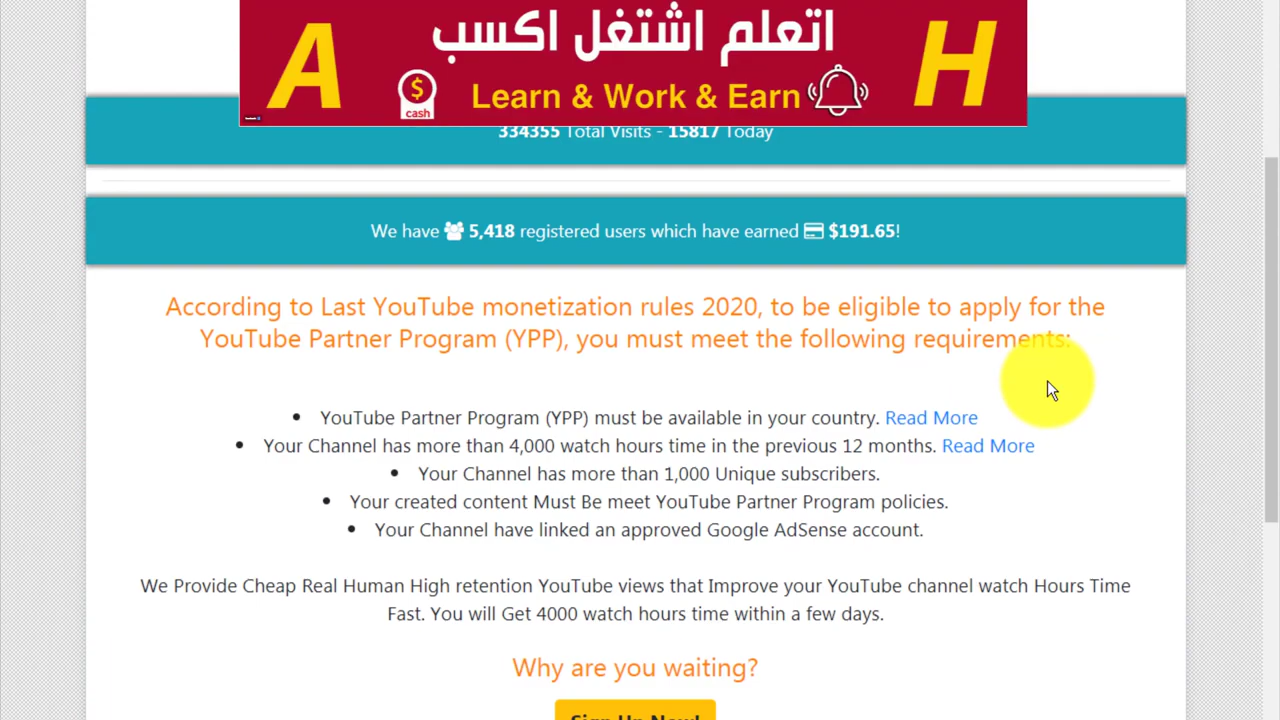 A
اتعلم اشتغل اكسب
H
$
cash
Learn & Work & Earn
334355 Total Visits - 15817 Today
We have 5,418 registered users which have earned $191.65!
According to Last YouTube monetization rules 2020, to be eligible to apply for the
YouTube Partner Program (YPP), you must meet the following requirements:
• YouTube Partner Program (YPP) must be available in your country. Read More
• Your Channel has more than 4,000 watch hours time in the previous 12 months. Read More
• Your Channel has more than 1,000 Unique subscribers.
• Your created content Must Be meet YouTube Partner Program policies.
• Your Channel have linked an approved Google AdSense account.
We Provide Cheap Real Human High retention YouTube views that Improve your YouTube channel watch Hours Time
Fast. You will Get 4000 watch hours time within a few days.
Why are you waiting?
Sign Up Now!